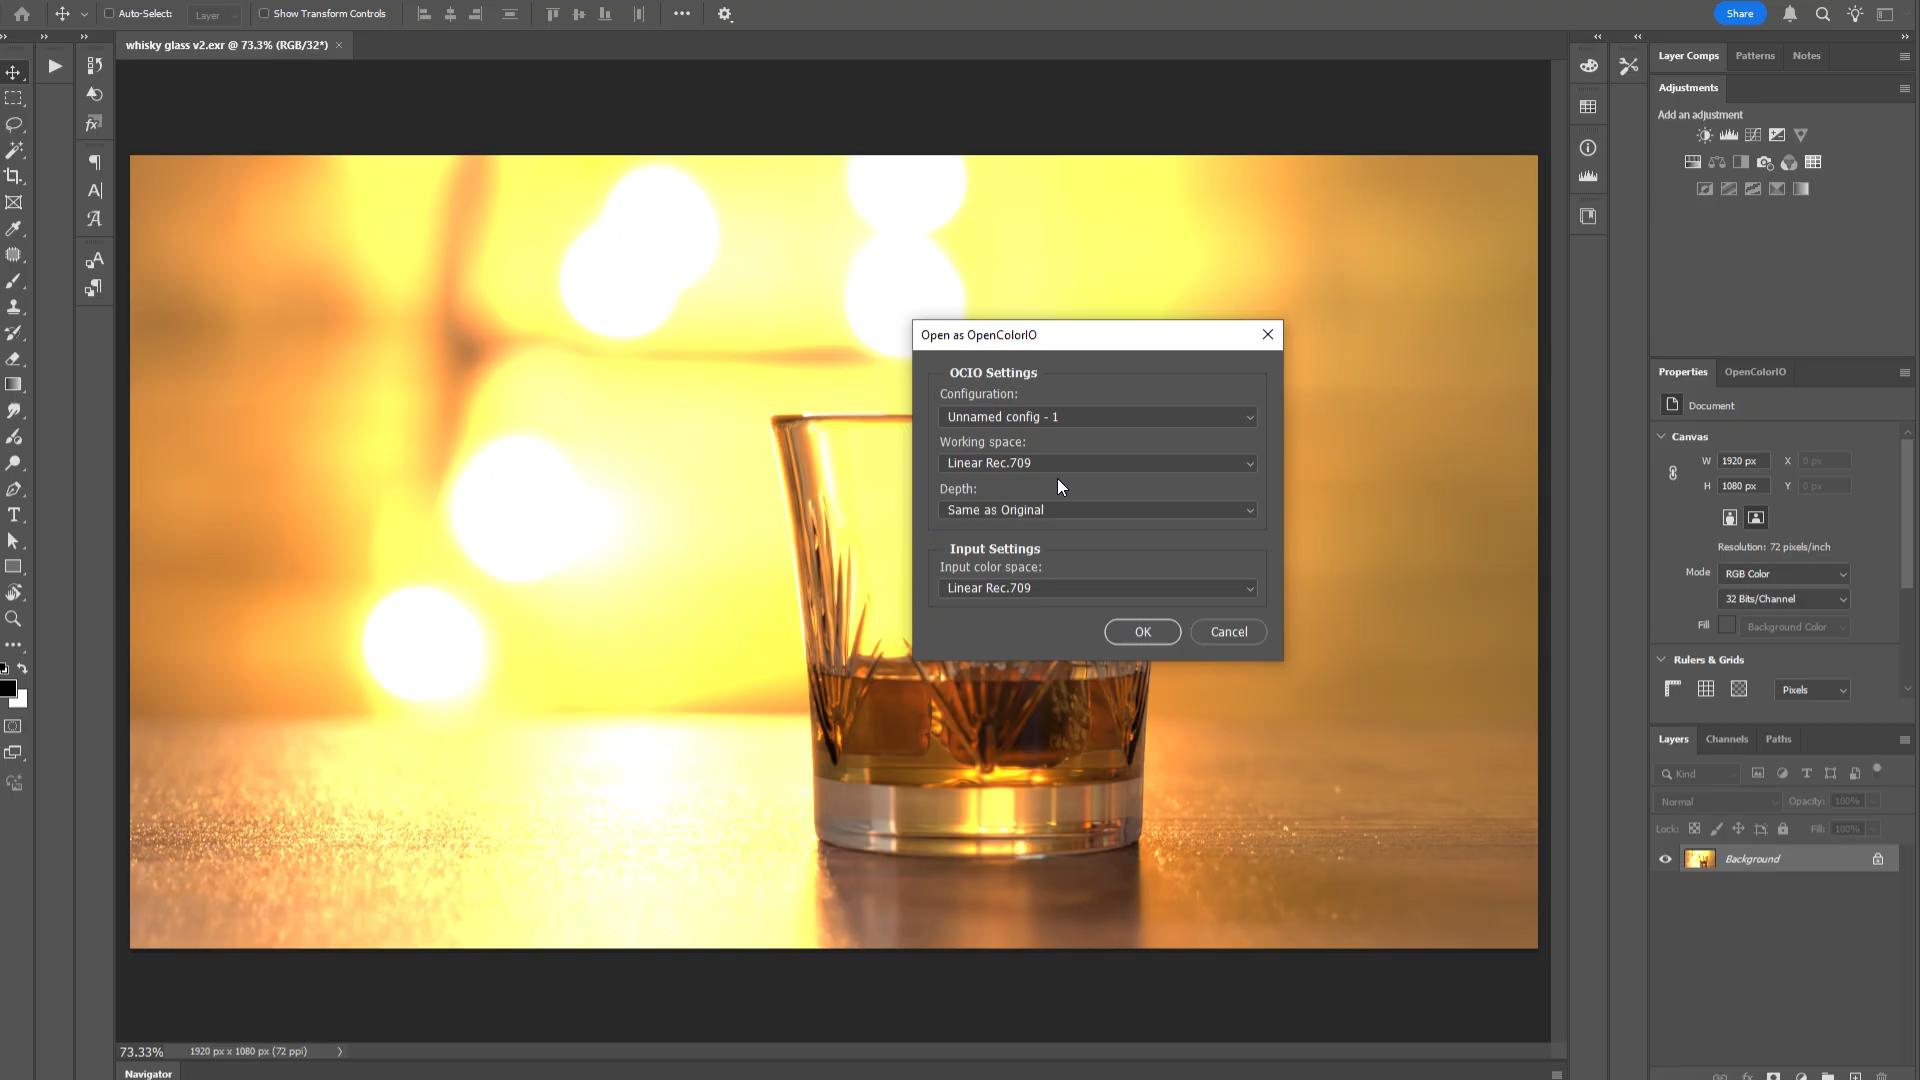 Auto-Select:
Layer
Show Transform Controls
Share
whisky glass v2.exr @ 73.3% (RGB/32*)
Layer Comps
Patterns
Notes
Adjustments
Add an adjustment
Open as OpenColorIO
OCIO Settings
Configuration:
Unnamed config - 1
Working space:
Linear Rec.709
Depth:
Same as Original
Input Settings
Input color space:
Linear Rec.709
OK
Cancel
Properties
OpenColorIO
Document
Canvas
W
1920 px
X
0 px
H
1080 px
Y
0 px
Resolution: 72 pixels/inch
Mode
RGB Color
32 Bits/Channel
Fill
Background Color
Rulers & Grids
Pixels
Layers
Channels
Paths
Kind
Normal
Opacity:
100%
Lock:
Fill:
100%
Background
73.33%
1920 px x 1080 px (72 ppi)
Navigator